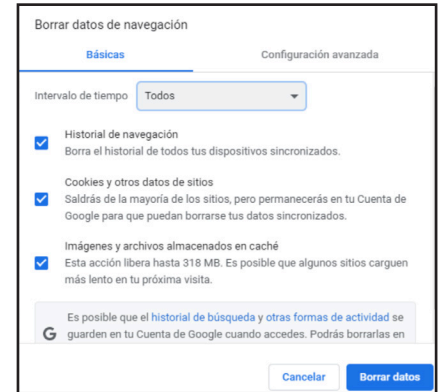 Borrar datos de navegación
Básicas
Configuración avanzada
Intervalo de tiempo Todos
Historial de navegación
Borra el historial de todos tus dispositivos sincronizados.
Cookies y otros datos de sitios
Saldrás de la mayoría de los sitios, pero permanecerás en tu Cuenta de
Google para que puedan borrarse tus datos sincronizados.
Imágenes y archivos almacenados en caché
Esta acción libera hasta 318 MB. Es posible que algunos sitios carguen
más lento en tu próxima visita.
Es posible que el historial de búsqueda y otras formas de actividad se
G guarden en tu Cuenta de Google cuando accedes. Podrás borrarlas en
Cancelar
Borrar datos